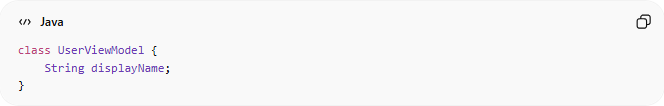 Java
class UserViewModel {
    String displayName;
}